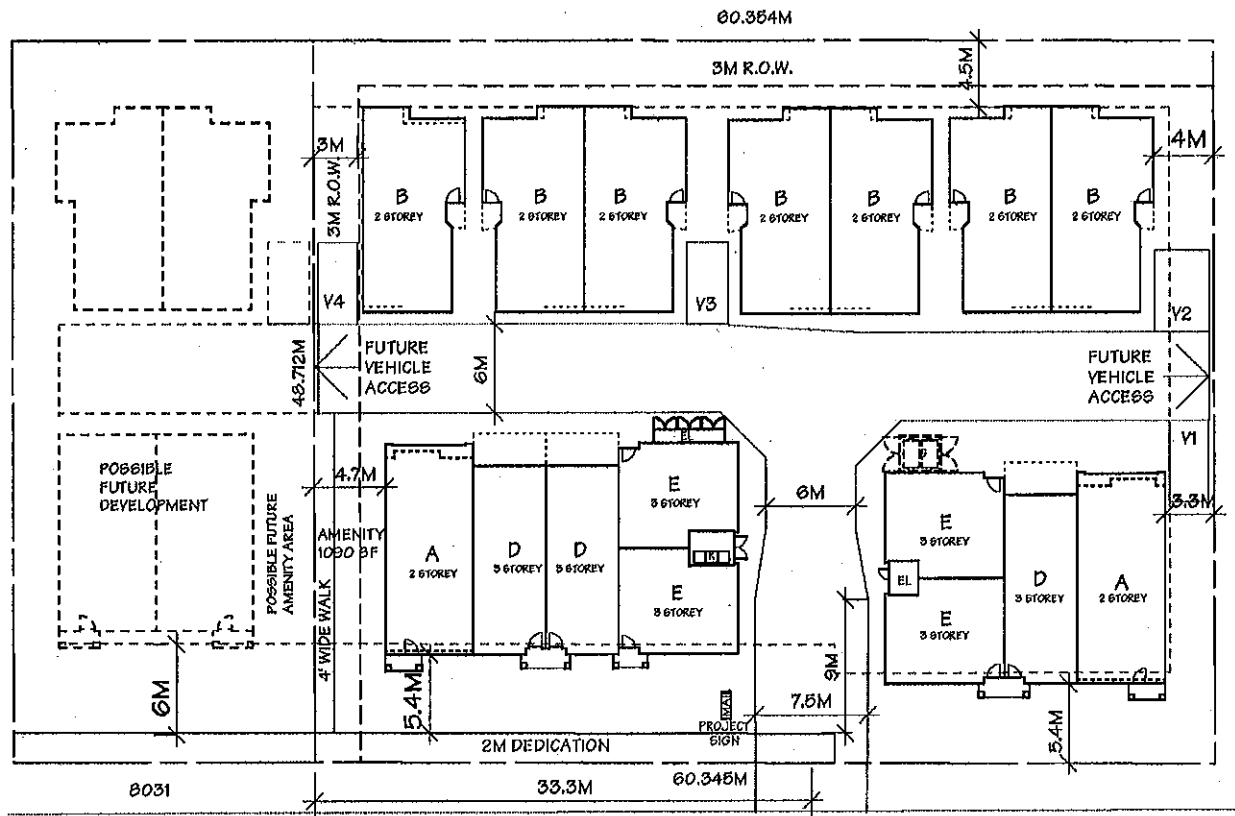 60.354M
3M R.O.W.
4.5M
3M
4M
3M R.O.W.
B
2 STOREY
B
2 STOREY
B
2 STOREY
B
2 STOREY
B
2 STOREY
B
2 STOREY
B
2 STOREY
V4
V3
V2
48.712M
FUTURE
VEHICLE
ACCESS
6M
FUTURE
VEHICLE
ACCESS
EL
V1
POSSIBLE
FUTURE
DEVELOPMENT
4.7M
E
3 STOREY
6M
3.3M
POSSIBLE FUTURE
AMENITY AREA
AMENITY
1090 SF
A
2 STOREY
D
3 STOREY
D
3 STOREY
E
3 STOREY
E
3 STOREY
EL
D
3 STOREY
A
2 STOREY
E
3 STOREY
4' WIDE WALK
6M
5.4M
9M
7.5M
MAIL
PROJECT
SIGN
5.4M
2M DEDICATION
8031
33.3M
60.345M